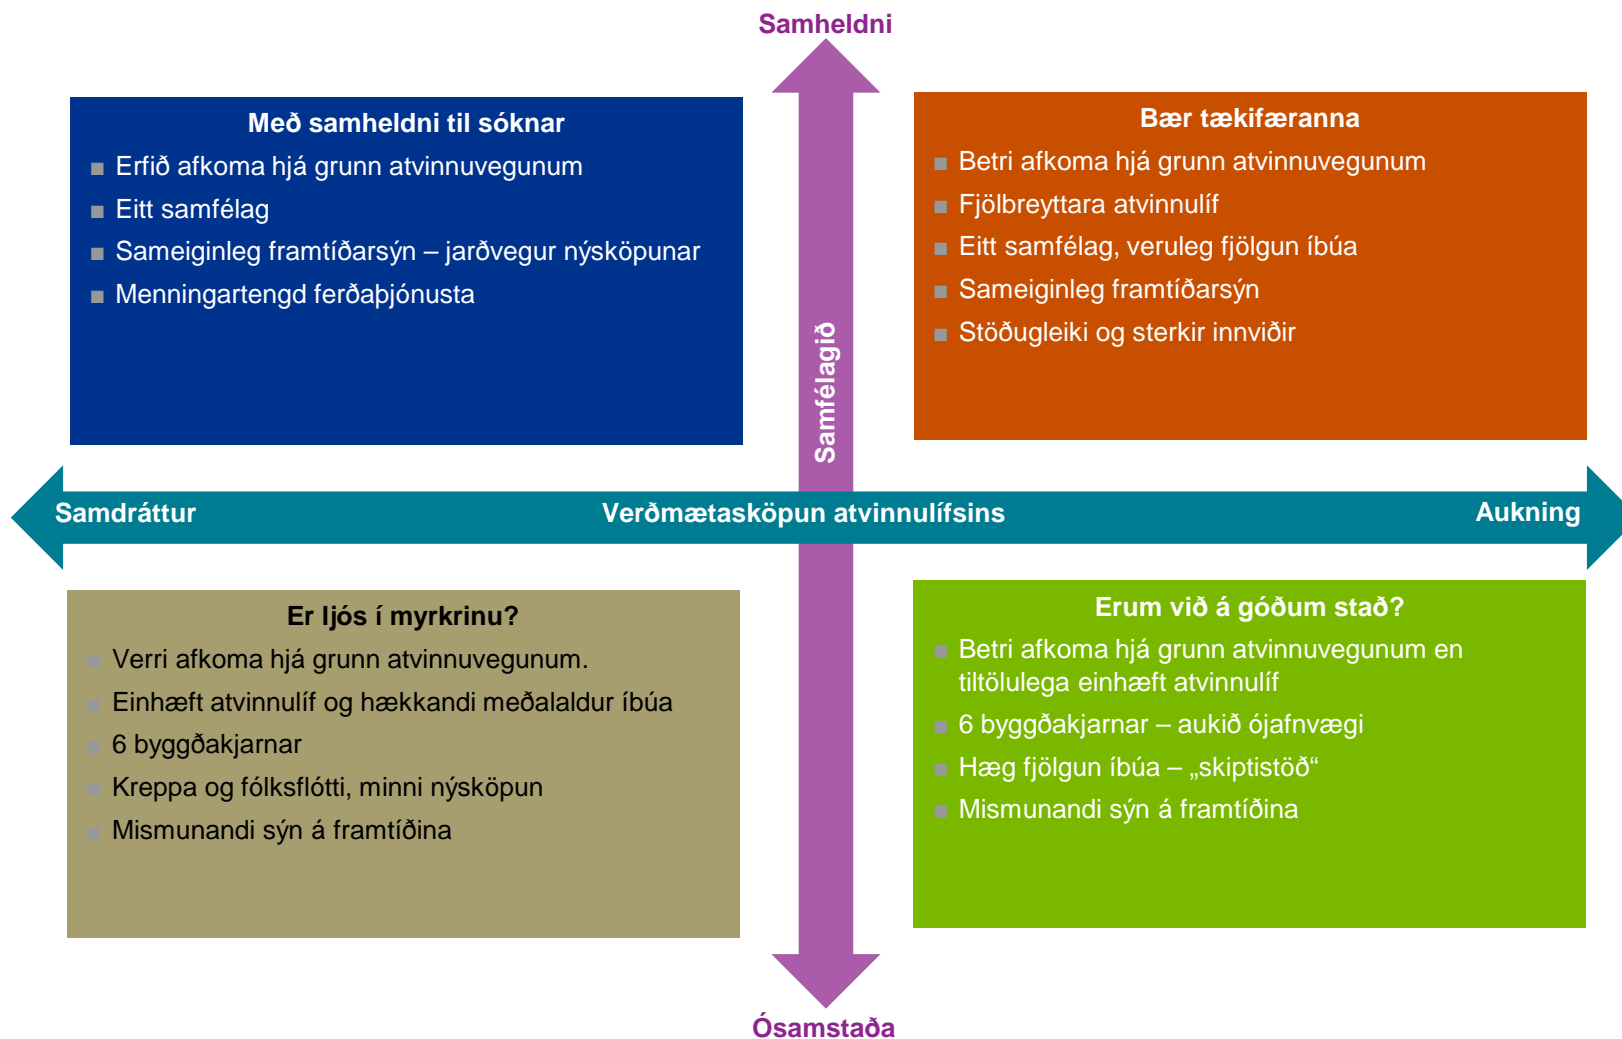 Samheldni
Með samheldni til sóknar
Erfið afkoma hjá grunn atvinnuvegunum
Eitt samfélag
Sameiginleg framtíðarsýn – jarðvegur nýsköpunar
Menningartengd ferðaþjónusta
Bær tækifæranna
Betri afkoma hjá grunn atvinnuvegunum
Fjölbreyttara atvinnulíf
Eitt samfélag, veruleg fjölgun íbúa
Sameiginleg framtíðarsýn
Stöðugleiki og sterkir innviðir
Samfélagið
Samdráttur
Verðmætasköpun atvinnulífsins
Aukning
Er ljós í myrkrinu?
Verri afkoma hjá grunn atvinnuvegunum.
Einhæft atvinnulíf og hækkandi meðalaldur íbúa
6 byggðakjarnar
Kreppa og fólksflótti, minni nýsköpun
Mismunandi sýn á framtíðina
Erum við á góðum stað?
Betri afkoma hjá grunn atvinnuvegunum en
tiltölulega einhæft atvinnulíf
6 byggðakjarnar – aukið ójafnvægi
Hæg fjölgun íbúa – „skiptistöð“
Mismunandi sýn á framtíðina
Ósamstaða